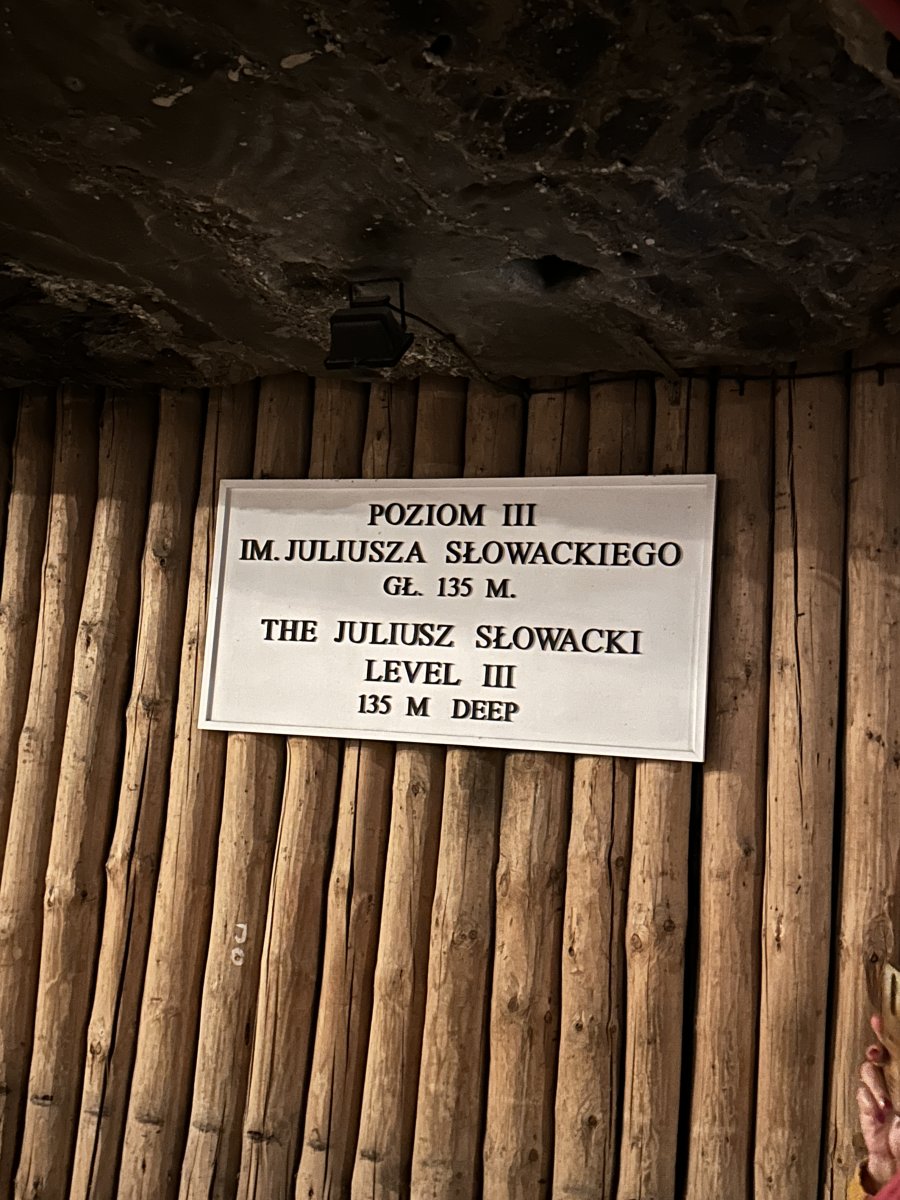 POZIOM III
IM. JULIUSZA SŁOWACKIEGO
GŁ. 135 M.
THE JULIUSZ SŁOWACKI
LEVEL III
135 M DEEP